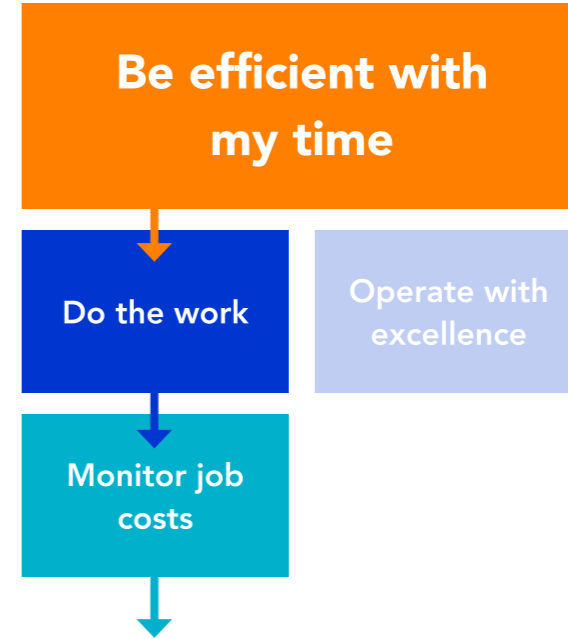 Be efficient with
my time
Do the work
Operate with
excellence
Monitor job
costs